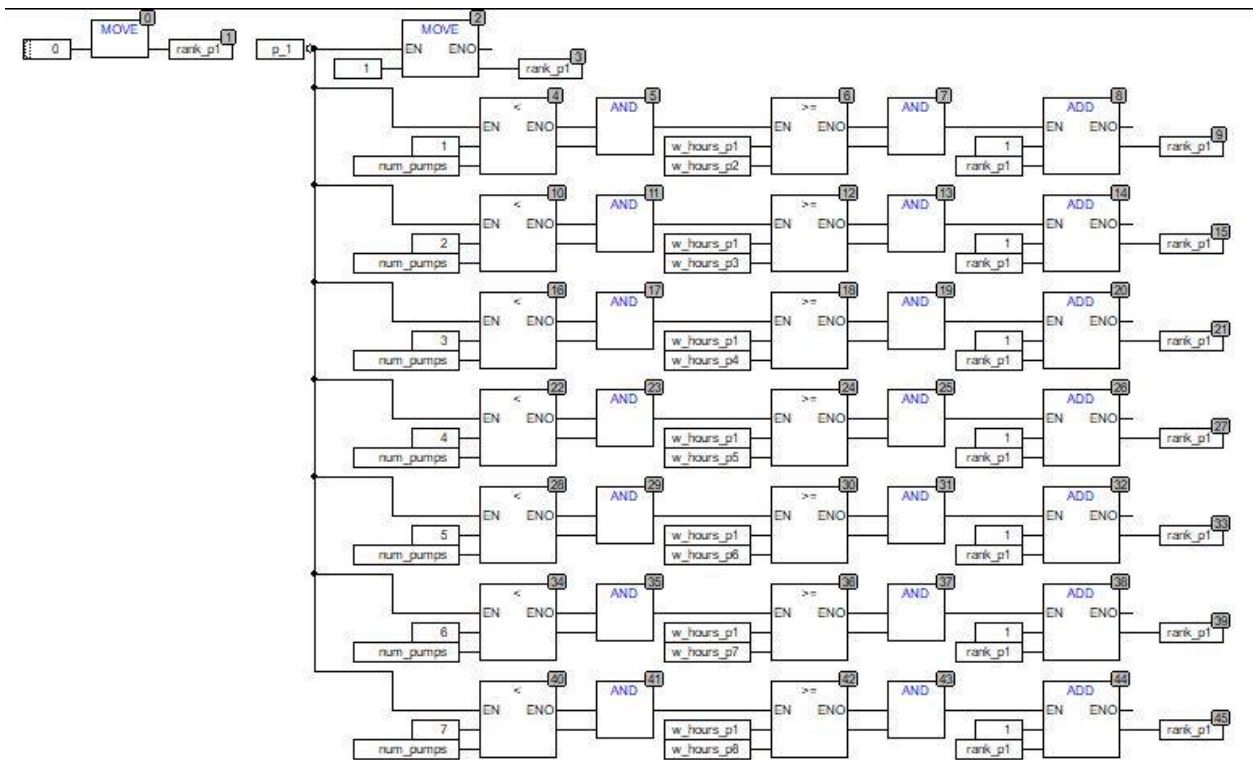 0 2
MOVE MOVE
1
0 rank_p1 p_1 EN ENO
3
1 rank_p1
4 5 6 7 8
< AND >= AND ADD
EN ENO EN ENO EN ENO 9
1 w_hours_p1 1 rank_p1
num_pumps w_hours_p2 rank_p1
10 11 12 13 14
< AND >= AND ADD
EN ENO EN ENO EN ENO 15
2 w_hours_p1 1 rank_p1
num_pumps w_hours_p3 rank_p1
16 17 18 19 20
< AND >= AND ADD
EN ENO EN ENO EN ENO 21
3 w_hours_p1 1 rank_p1
num_pumps w_hours_p4 rank_p1
22 23 24 25 26
< AND >= AND ADD
EN ENO EN ENO EN ENO 27
4 w_hours_p1 1 rank_p1
num_pumps w_hours_p5 rank_p1
28 29 30 31 32
< AND >= AND ADD
EN ENO EN ENO EN ENO 33
5 w_hours_p1 1 rank_p1
num_pumps w_hours_p6 rank_p1
34 35 36 37 38
< AND >= AND ADD
EN ENO EN ENO EN ENO 39
6 w_hours_p1 1 rank_p1
num_pumps w_hours_p7 rank_p1
40 41 42 43 44
< AND >= AND ADD
EN ENO EN ENO EN ENO 45
7 w_hours_p1 1 rank_p1
num_pumps w_hours_p8 rank_p1